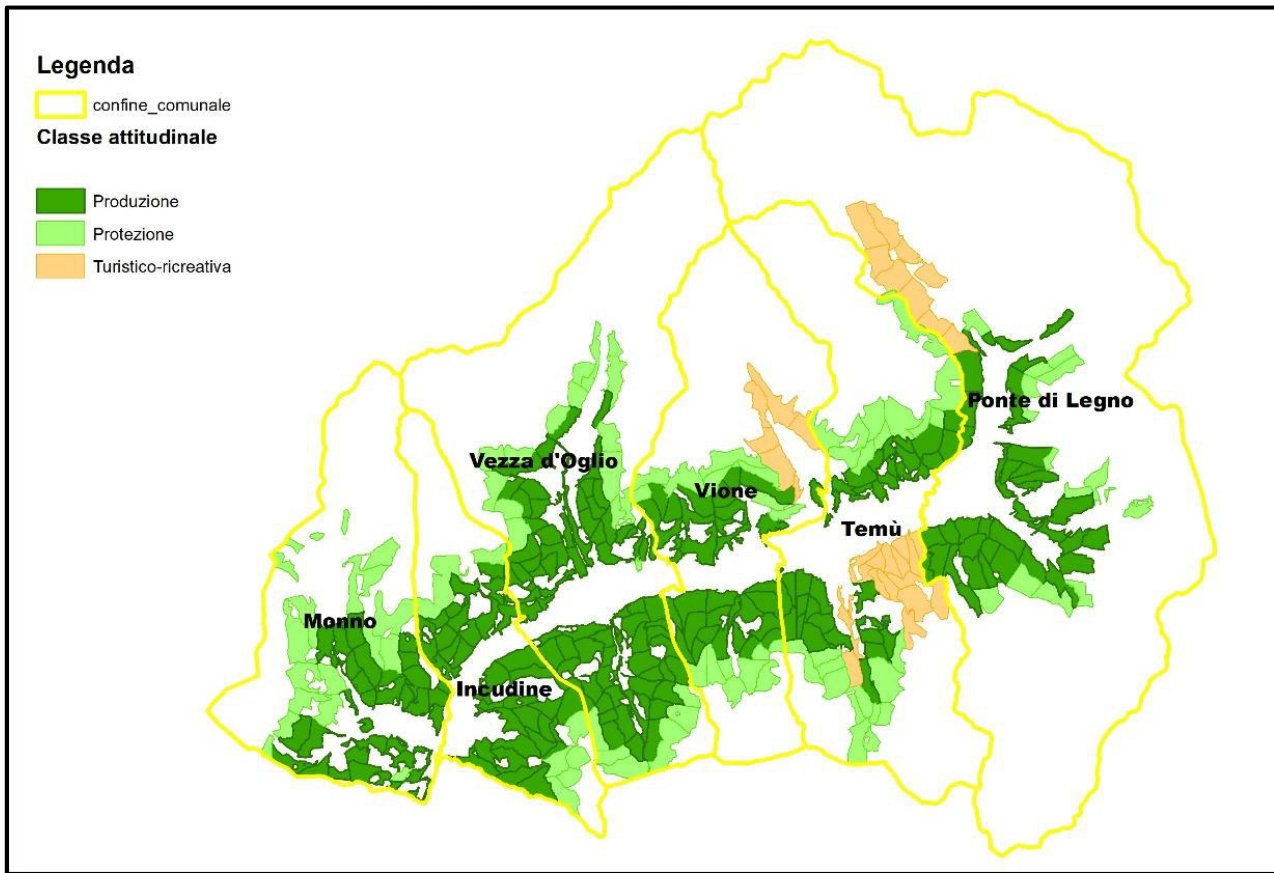 Legenda
confine_comunale
Classe attitudinale
Produzione
Protezione
Turistico-ricreativa
Ponte di Legno
Vezza d'Oglio
Vione
Temù
Monno
Incudine